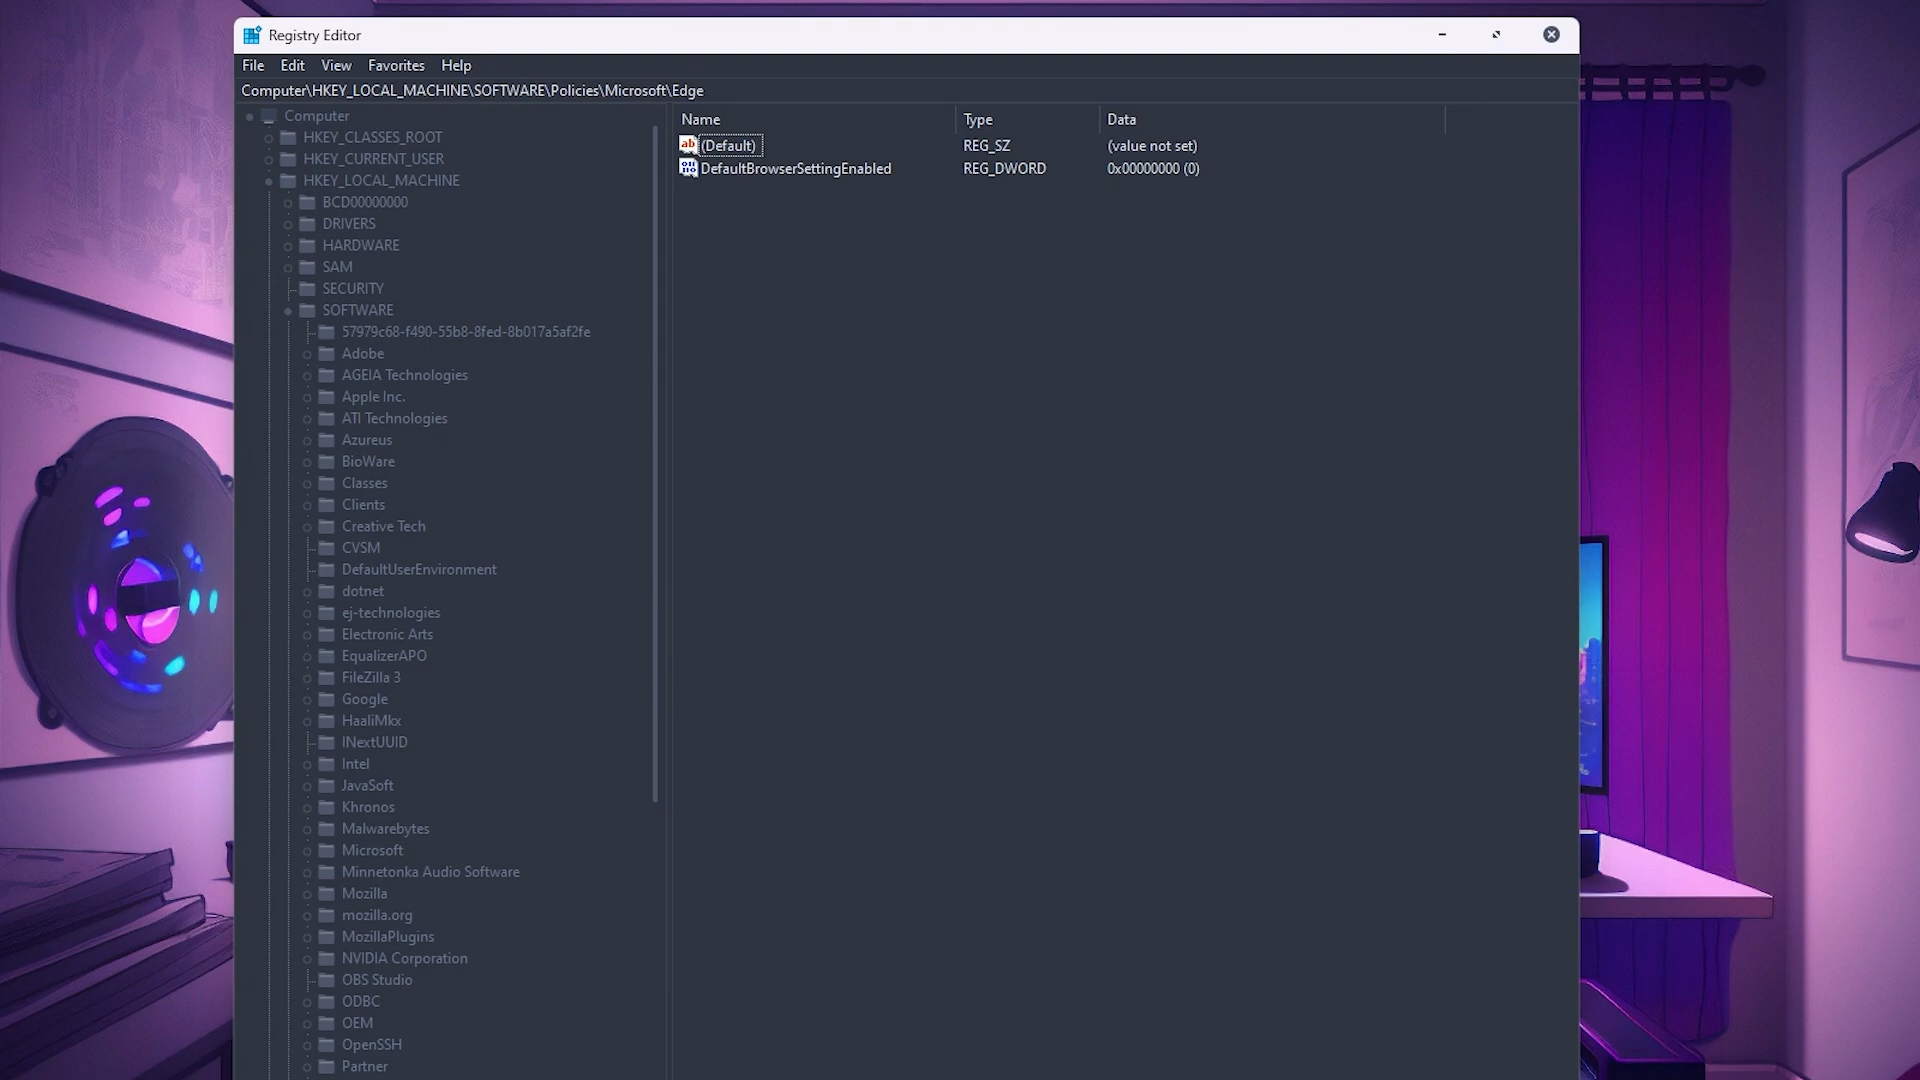 Registry Editor
File Edit View Favorites Help
Computer\HKEY_LOCAL_MACHINE\SOFTWARE\Policies\Microsoft\Edge
Computer
HKEY_CLASSES_ROOT
HKEY_CURRENT_USER
HKEY_LOCAL_MACHINE
BCD00000000
DRIVERS
HARDWARE
SAM
SECURITY
SOFTWARE
57979c68-f490-55b8-8fed-8b017a5af2fe
Adobe
AGEIA Technologies
Apple Inc.
ATI Technologies
Azureus
BioWare
Classes
Clients
Creative Tech
CVSM
DefaultUserEnvironment
dotnet
ej-technologies
Electronic Arts
EqualizerAPO
FileZilla 3
Google
HaaliMkx
INextUUID
Intel
JavaSoft
Khronos
Malwarebytes
Microsoft
Minnetonka Audio Software
Mozilla
mozilla.org
MozillaPlugins
NVIDIA Corporation
OBS Studio
ODBC
OEM
OpenSSH
Partner
Name Type Data
(Default) REG_SZ (value not set)
DefaultBrowserSettingEnabled REG_DWORD 0x00000000 (0)